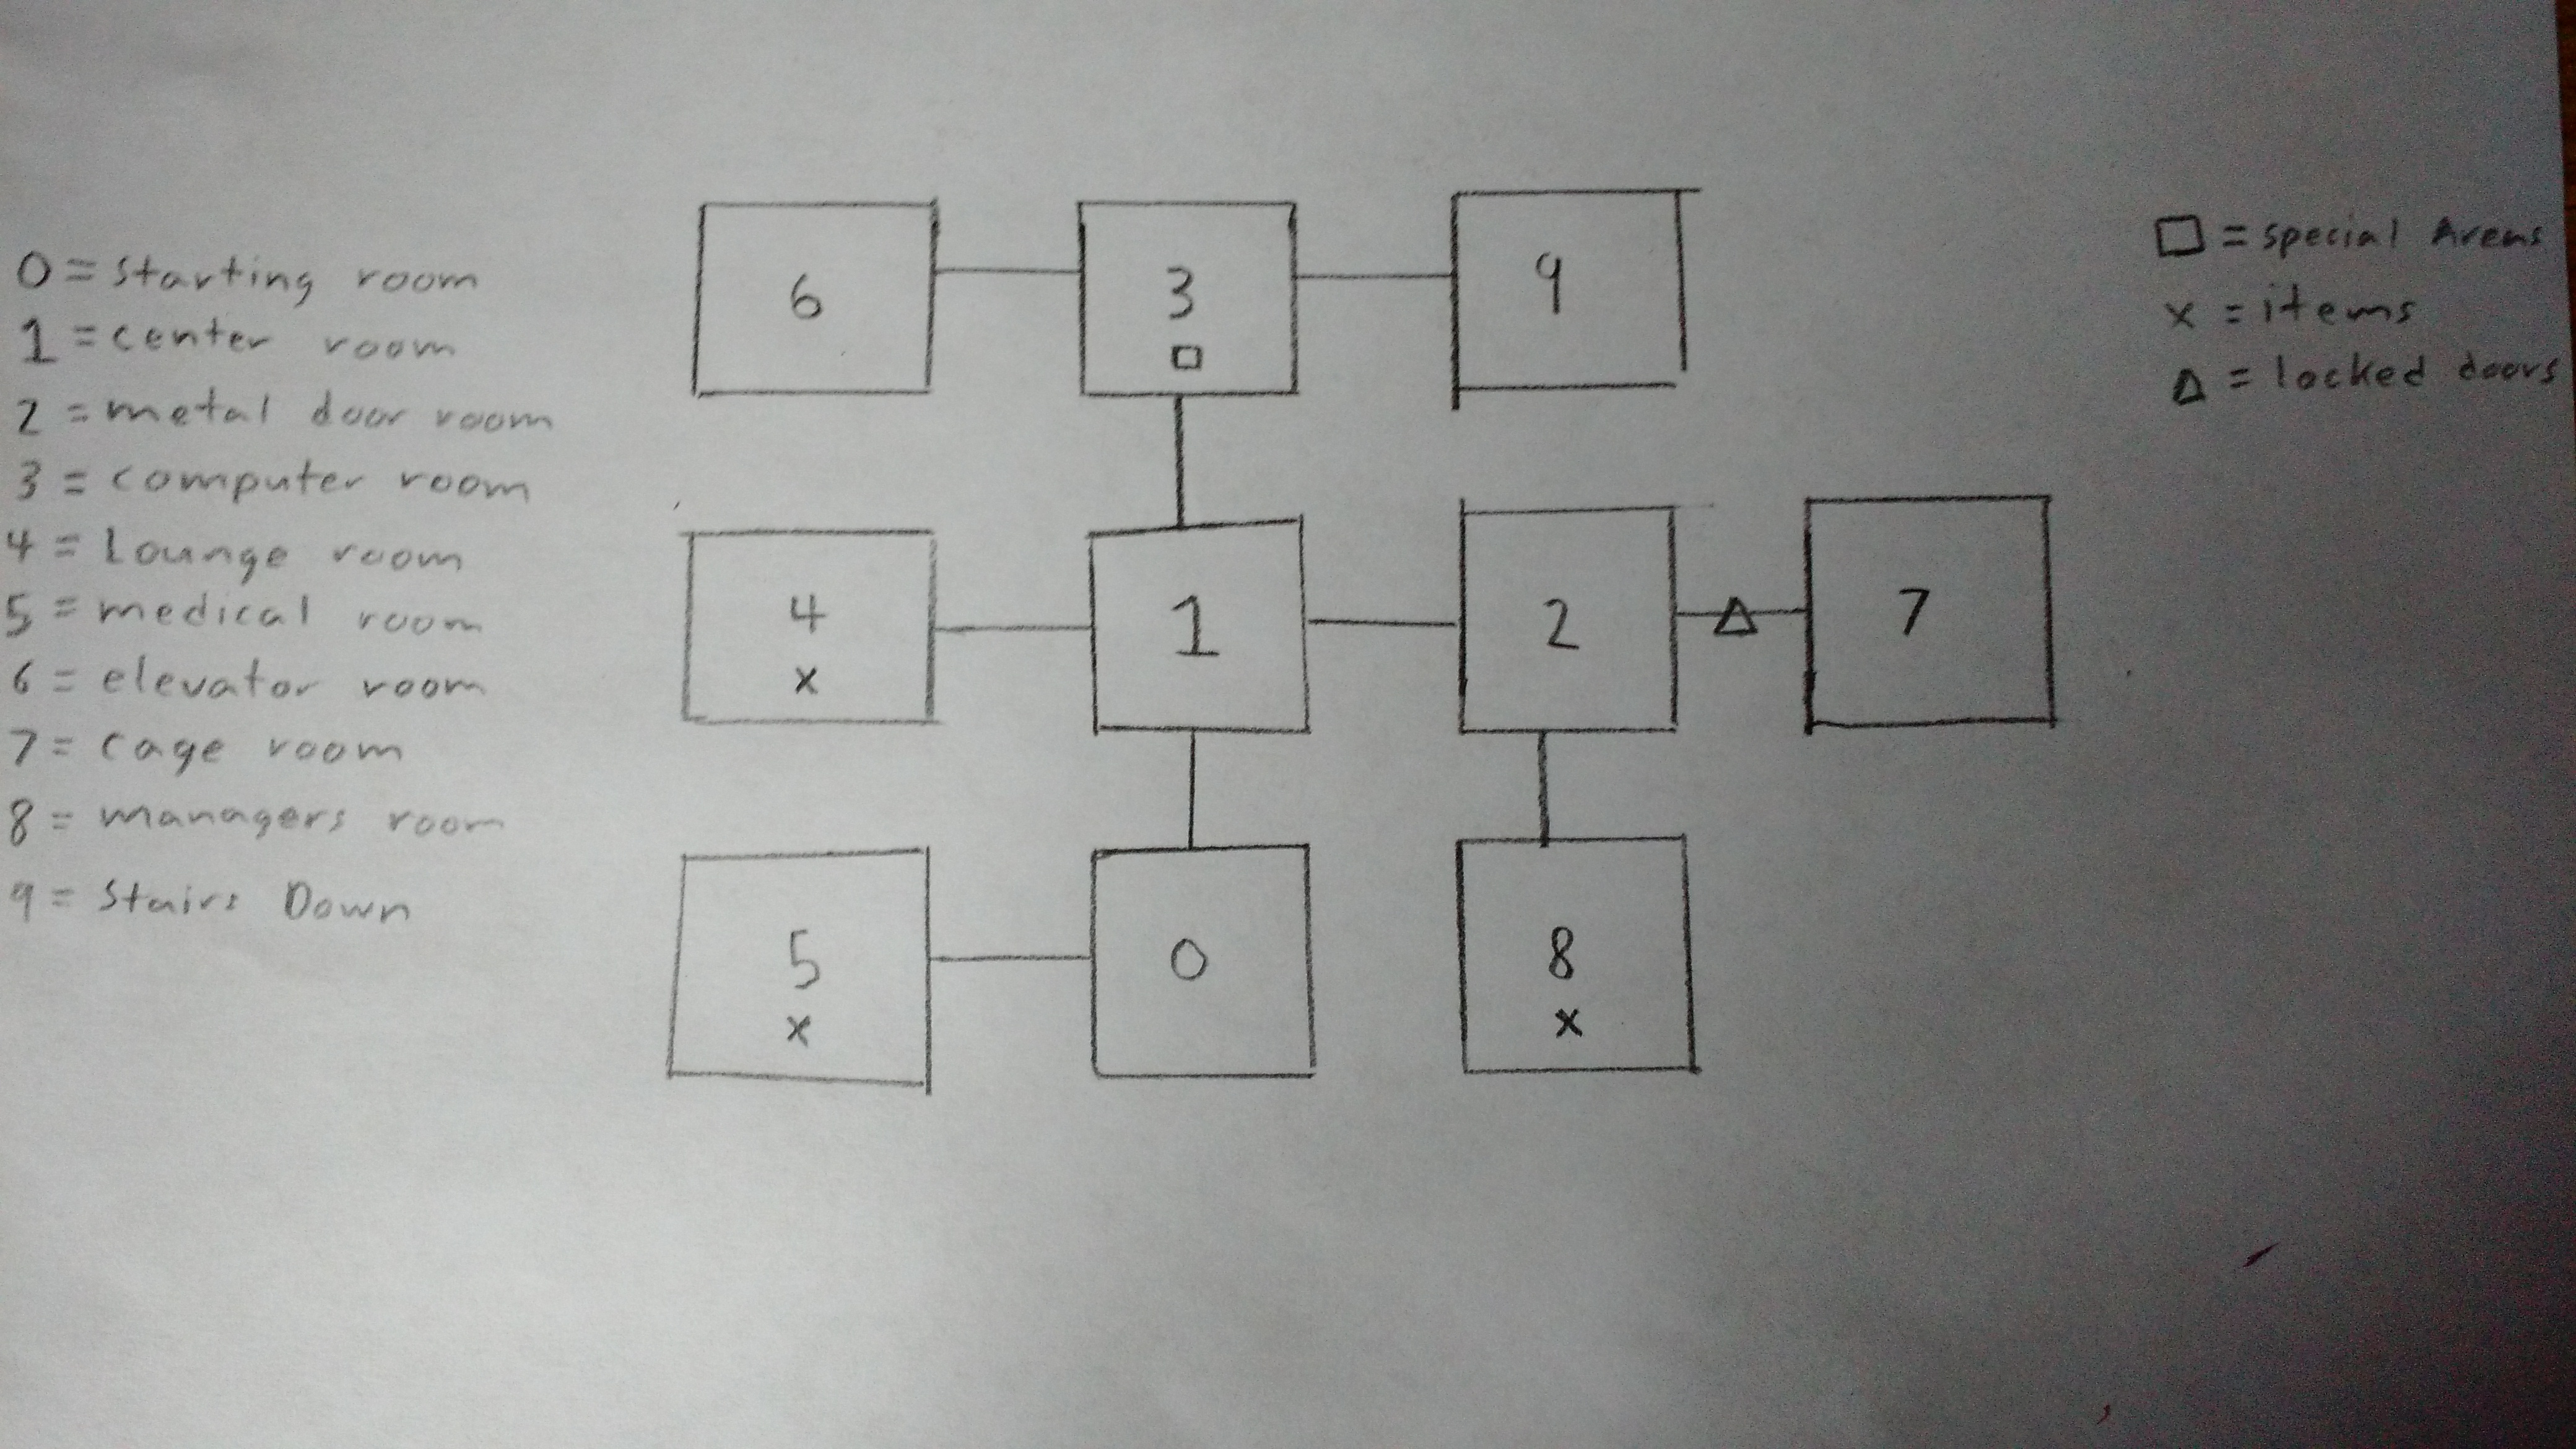 0 = starting room
1 = center room
2 = metal door room
3 = computer room
4 = Lounge room
5 = medical room
6 = elevator room
7 = cage room
8 = managers room
9 = Stairs Down
6
3
□
9
4
x
1
2
Δ
7
5
x
0
8
x
□ = special Areas
x = items
Δ = locked doors